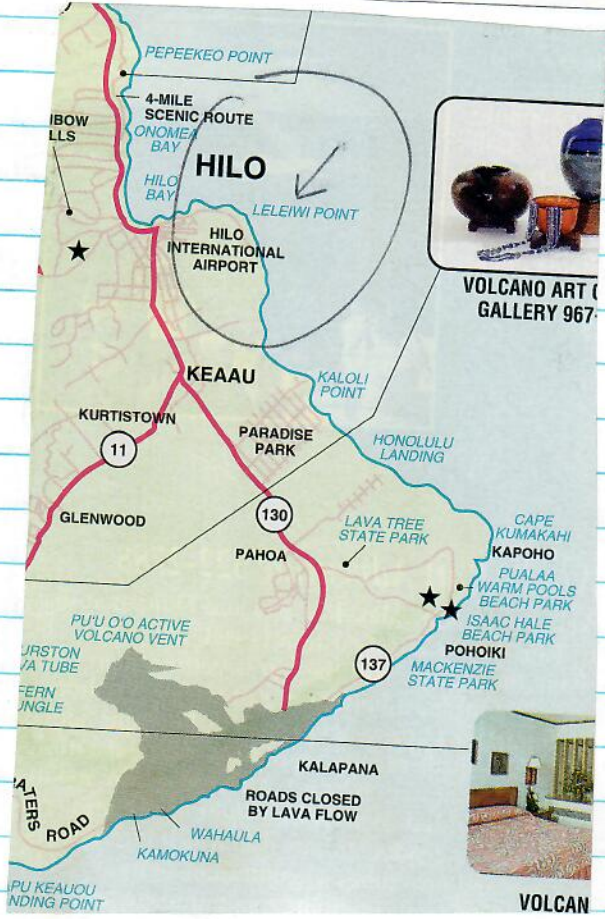 PEPEEKEO POINT
4-MILE
SCENIC ROUTE
IBOW
LLS
ONOMEA
BAY
HILO
HILO
BAY
LELEIWI POINT
HILO
INTERNATIONAL
AIRPORT
VOLCANO ART
GALLERY 967-
KEAAU
KALOLI
POINT
KURTISTOWN
PARADISE
PARK
11
HONOLULU
LANDING
GLENWOOD
130
LAVA TREE
STATE PARK
CAPE
KUMAKAHI
PAHOA
KAPOHO
PUALAA
WARM POOLS
BEACH PARK
PU'U O'O ACTIVE
VOLCANO VENT
ISAAC HALE
BEACH PARK
URSTON
VA TUBE
POHOIKI
137
MACKENZIE
STATE PARK
FERN
UNGLE
KALAPANA
ROADS CLOSED
BY LAVA FLOW
ATERS
ROAD
WAHAULA
KAMOKUNA
APU KEAUOU
NDING POINT
VOLCAN